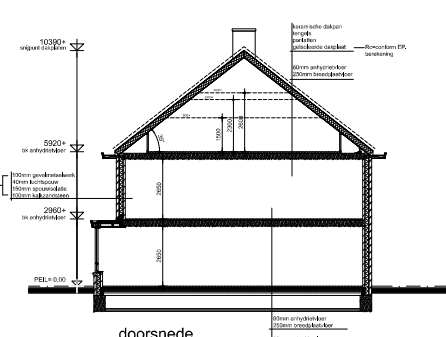 10390+
snijpunt dakplaten
keramische dakpan
tengels
panlatten
geïsoleerde dakplaat
Rc=conform EP.
berekening
60mm anhydrietvloer
250mm breedplaatvloer
1500
2300
2600
5920+
bk anhydrietvloer
100mm gevelmetselwerk
40mm luchtspouw
150mm spouwisolatie
100mm kalkzandsteen
2650
2960+
bk anhydrietvloer
2650
PEIL= 0,00
60mm anhydrietvloer
250mm breedplaatvloer
doorsnede